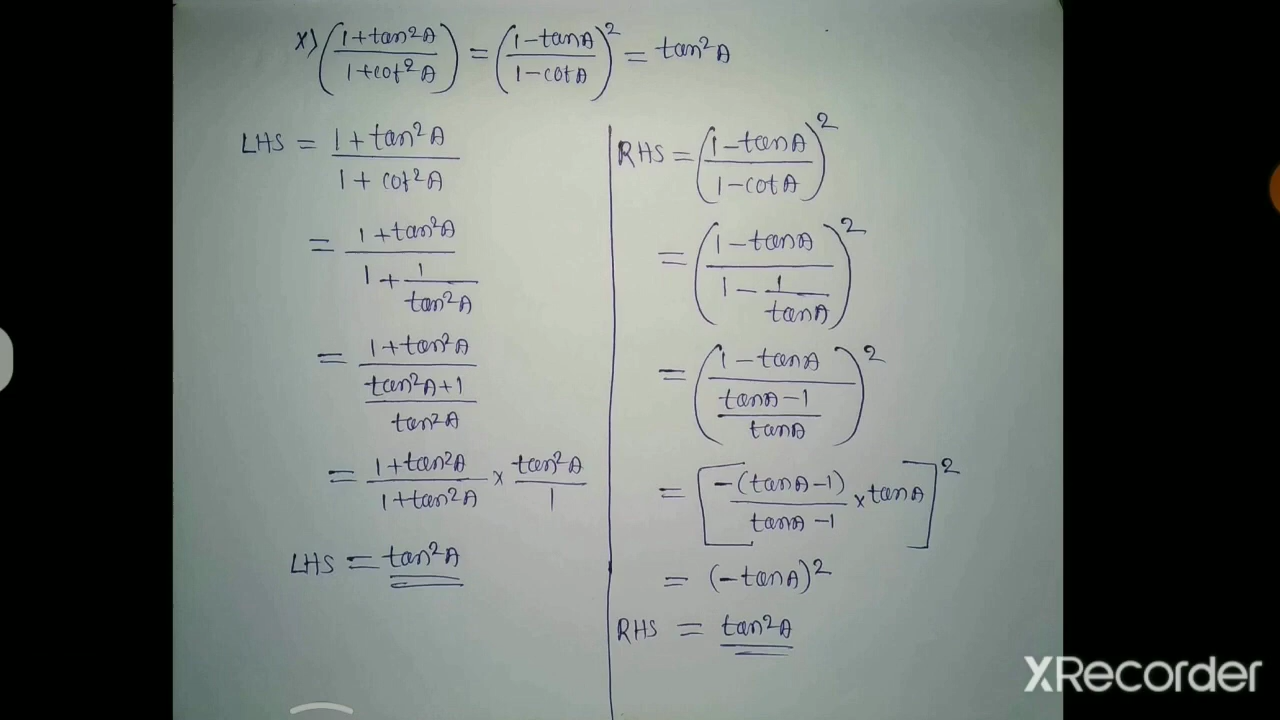 x) ((1+tan²A)/(1+cot²A)) = ((1-tanA)/(1-cotA))² = tan²A
LHS = (1+tan²A)/(1+cot²A)
= (1+tan²A)/(1+1/tan²A)
= (1+tan²A)/((tan²A+1)/tan²A)
= (1+tan²A)/(1+tan²A) × tan²A/1
LHS = tan²A
RHS = ((1-tanA)/(1-cotA))²
= ((1-tanA)/(1-1/tanA))²
= ((1-tanA)/((tanA-1)/tanA))²
= [-(tanA-1)/(tanA-1) × tanA]²
= (-tanA)²
RHS = tan²A
XRecorder